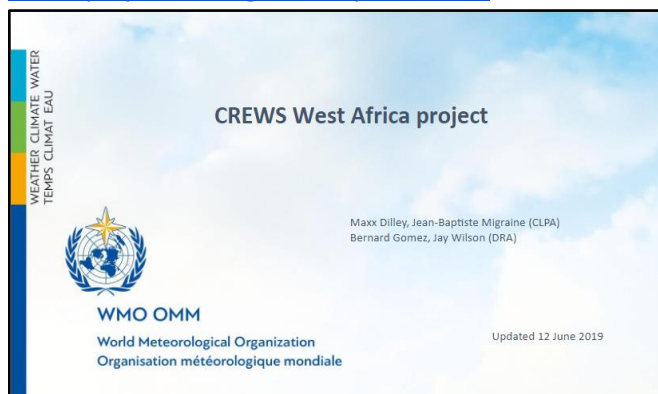 WEATHER CLIMATE WATER
TEMPS CLIMAT EAU
CREWS West Africa project
Maxx Dilley, Jean-Baptiste Migraine (CLPA)
Bernard Gomez, Jay Wilson (DRA)
WMO OMM
World Meteorological Organization
Organisation météorologique mondiale
Updated 12 June 2019